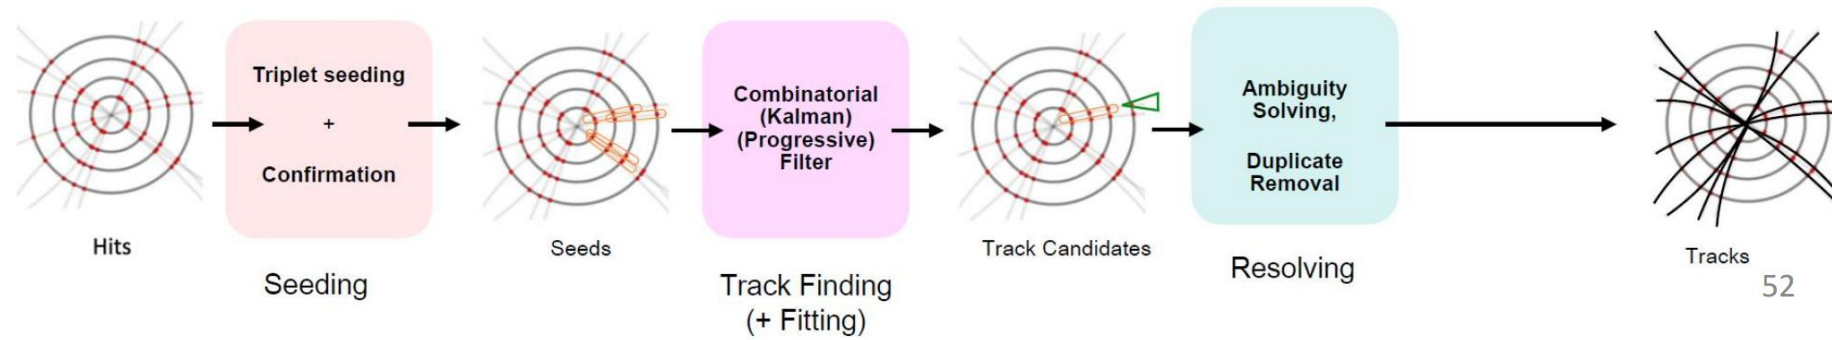 Hits
Triplet seeding
+
Confirmation
Seeding
Seeds
Combinatorial
(Kalman)
(Progressive)
Filter
Track Finding
(+ Fitting)
Track Candidates
Ambiguity
Solving,
Duplicate
Removal
Resolving
Tracks
52